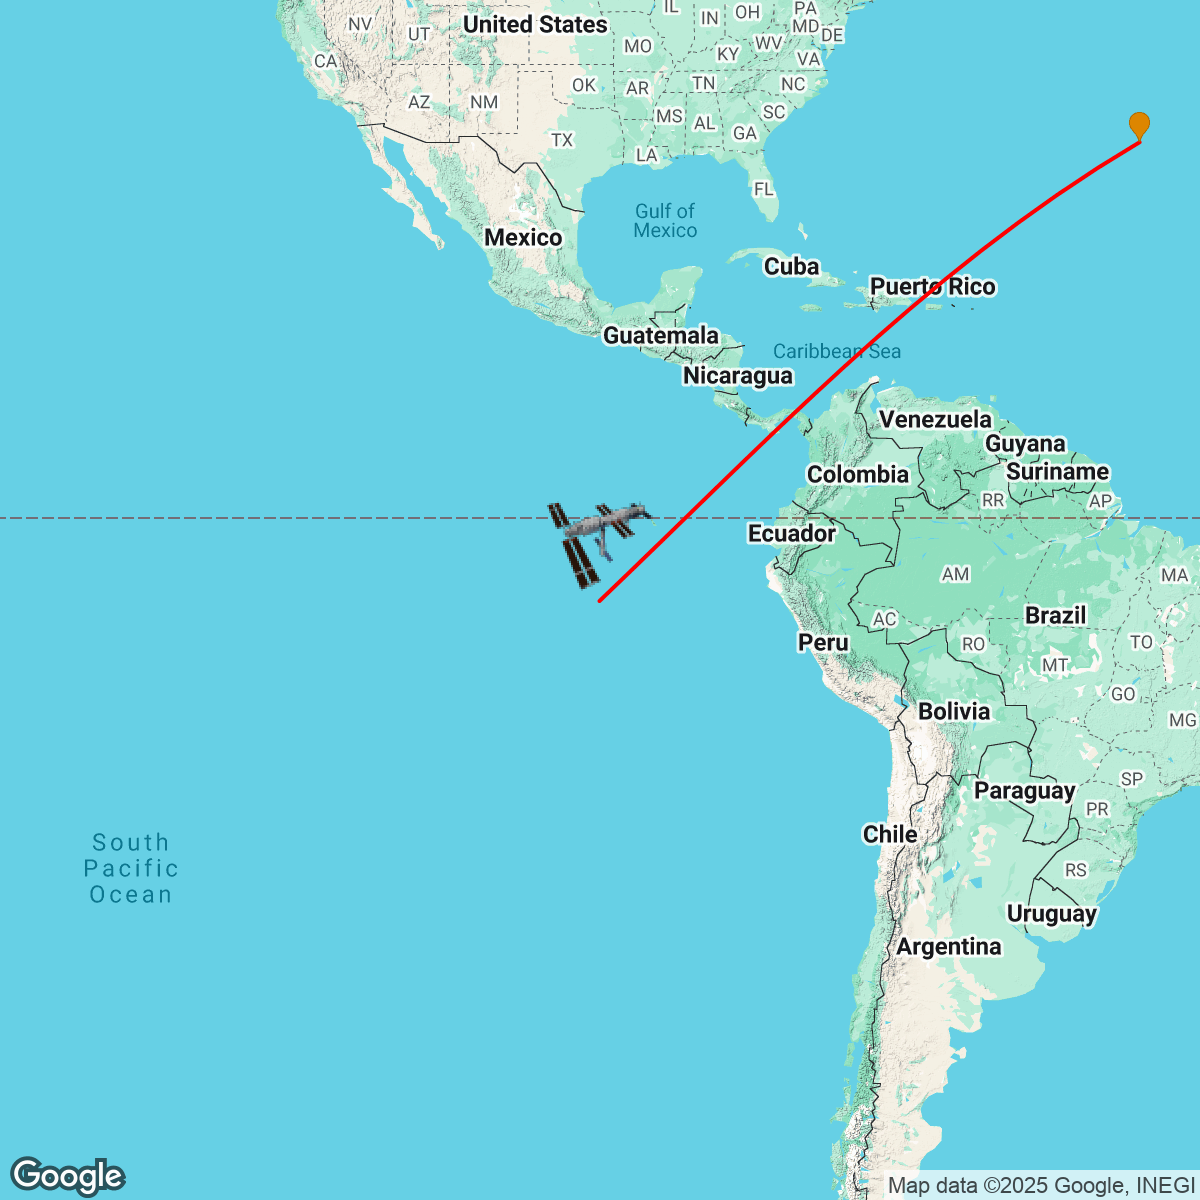 IL
IN
OH
PA
NV
UT
United States
MD
DE
MO
WV
KY
VA
CA
OK
AR
TN
NC
AZ
NM
MS
AL
SC
GA
TX
LA
FL
Gulf of
Mexico
Mexico
Cuba
Puerto Rico
Guatemala
Caribbean Sea
Nicaragua
Venezuela
Guyana
Colombia
Suriname
RR
AP
Ecuador
AM
MA
AC
Brazil
Peru
RO
TO
MT
GO
Bolivia
MG
SP
Paraguay
PR
Chile
South
Pacific
Ocean
RS
Uruguay
Argentina
Google
Map data ©2025 Google, INEGI